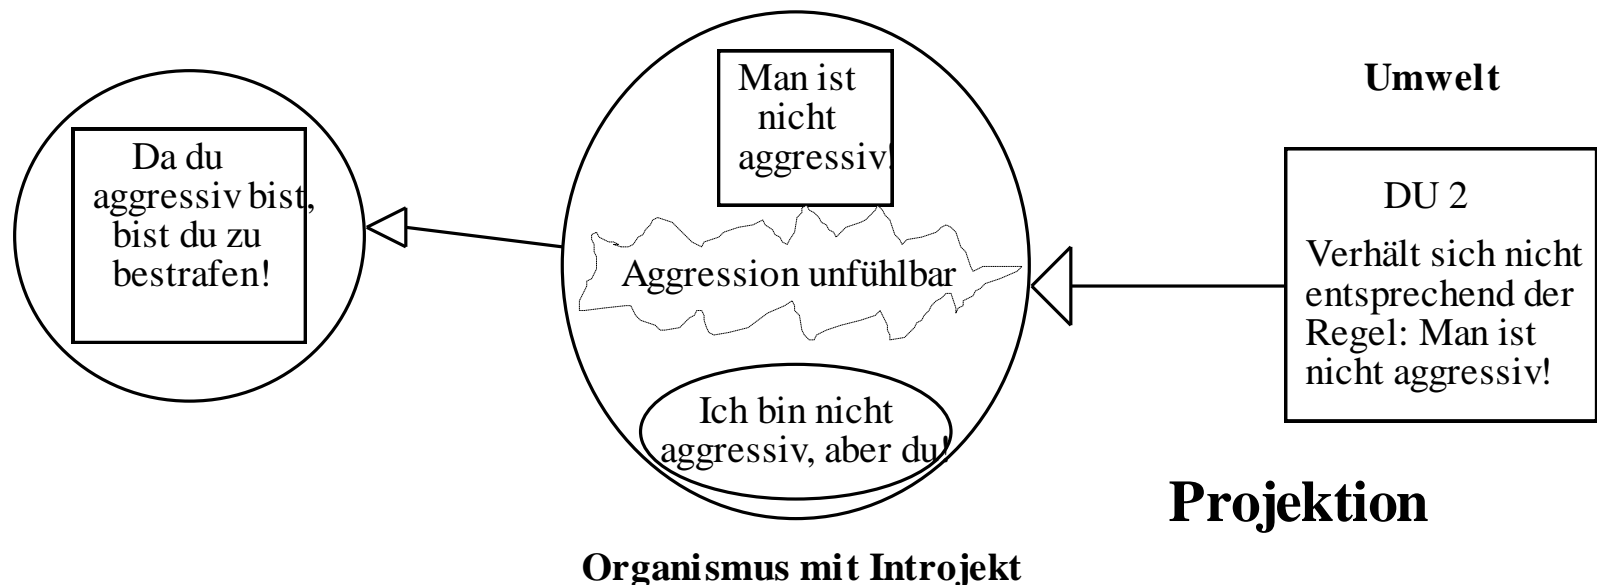 Da du
aggressiv bist,
bist du zu
bestrafen!
Man ist
nicht
aggressiv!
Aggression unfühlbar
Ich bin nicht
aggressiv, aber du!
Organismus mit Introjekt
Umwelt
DU 2
Verhält sich nicht
entsprechend der
Regel: Man ist
nicht aggressiv!
Projektion